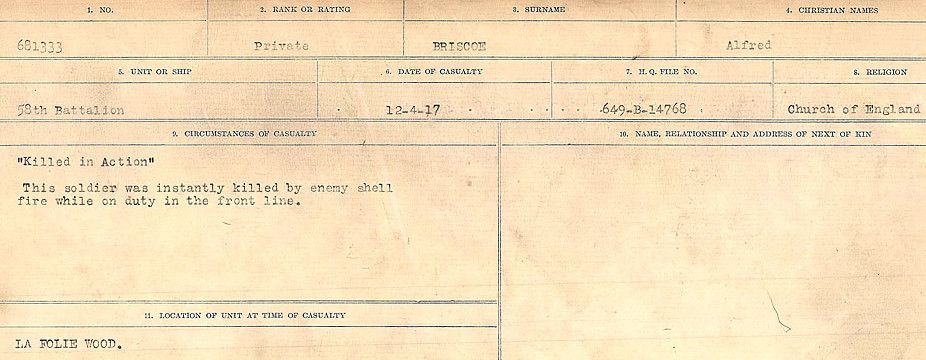 1. NO. 2. RANK OR RATING 3. SURNAME 4. CHRISTIAN NAMES
681333 Private BRISCOE Alfred
5. UNIT OR SHIP 6. DATE OF CASUALTY 7. H. Q. FILE NO. 8. RELIGION
58th Battalion 12-4-17 649-B-14768 Church of England
9. CIRCUMSTANCES OF CASUALTY
"Killed in Action"
This soldier was instantly killed by enemy shell
fire while on duty in the front line.
10. NAME, RELATIONSHIP AND ADDRESS OF NEXT OF KIN
11. LOCATION OF UNIT AT TIME OF CASUALTY
LA FOLIE WOOD.